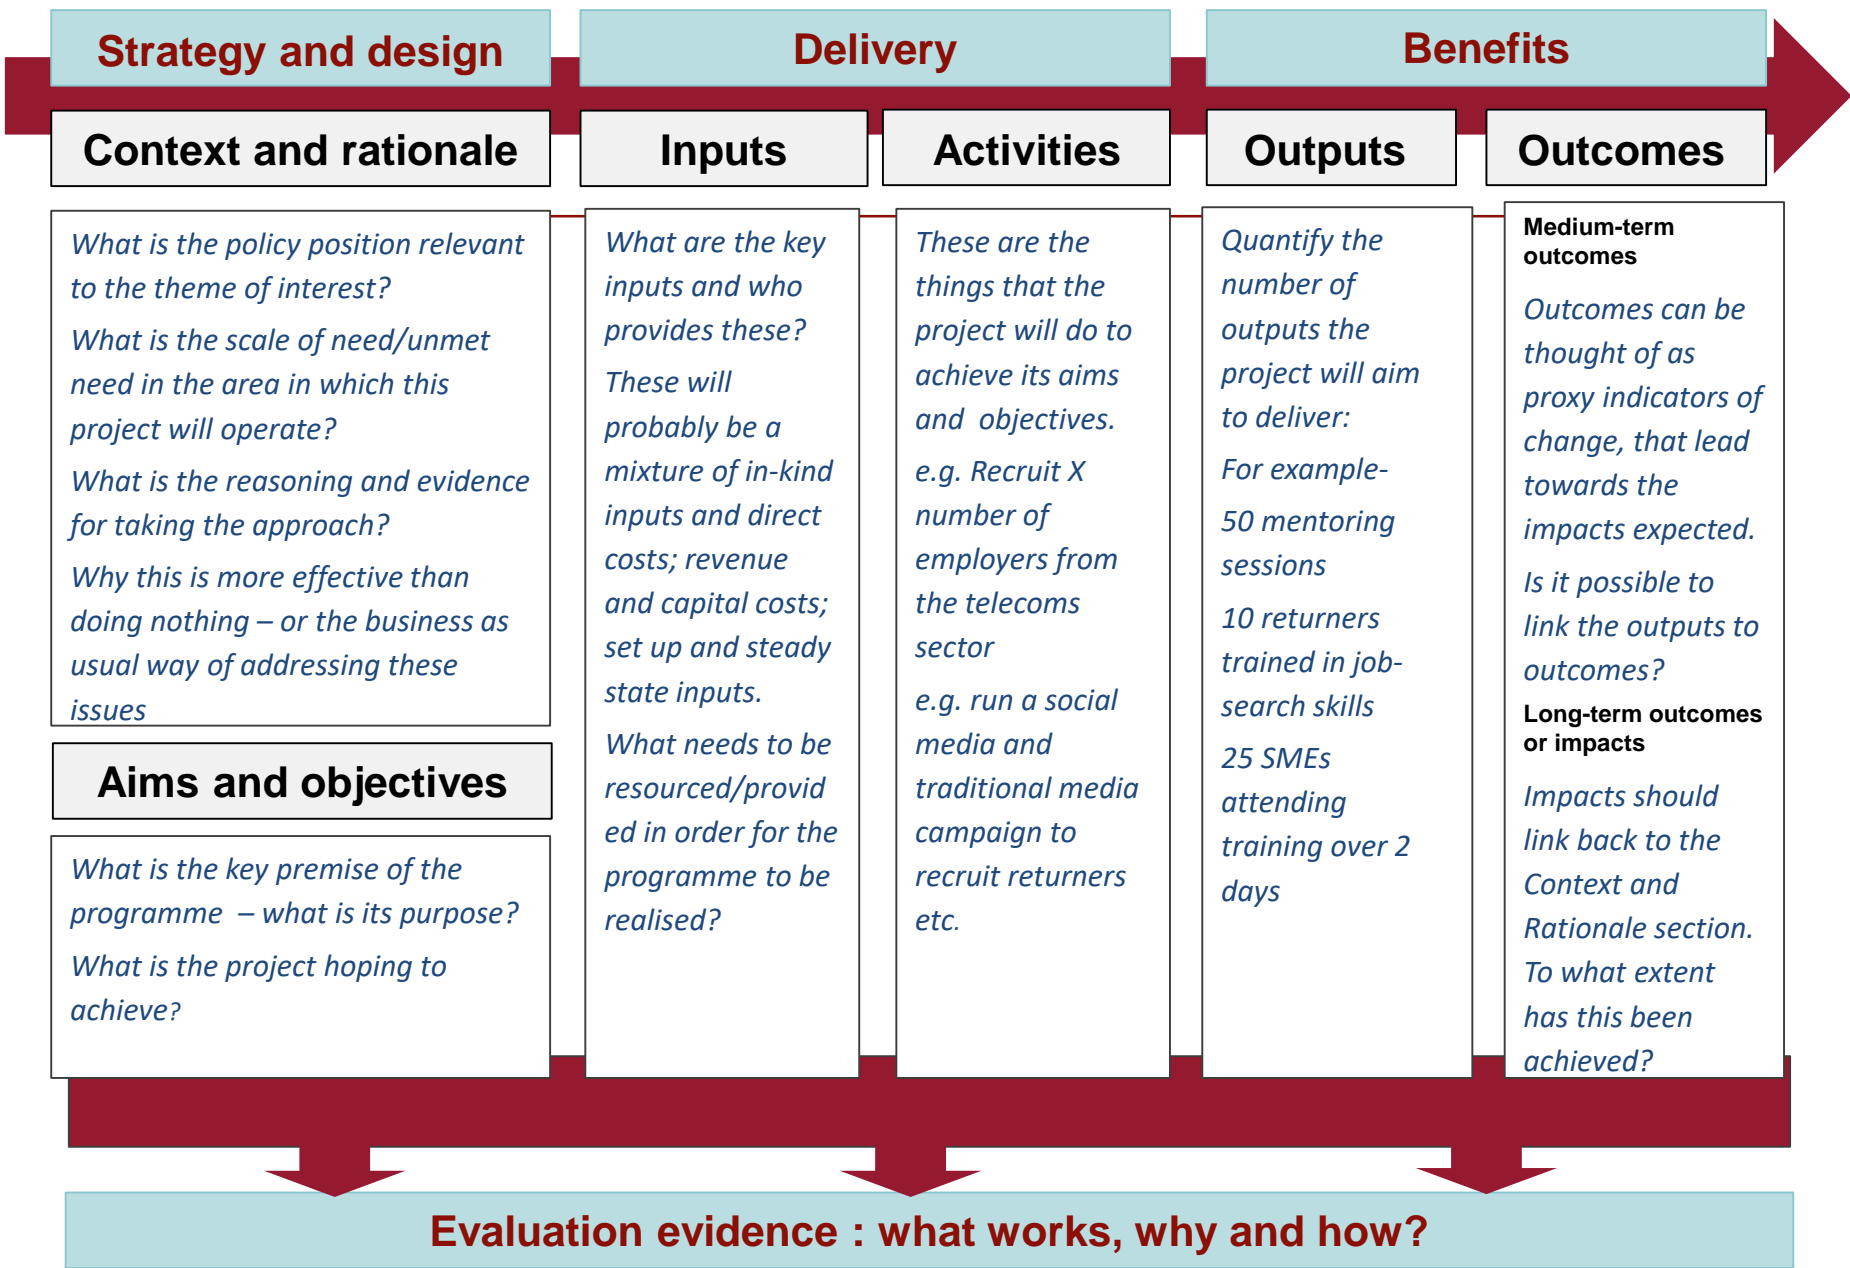 Strategy and design
Delivery
Benefits
Context and rationale
Inputs
Activities
Outputs
Outcomes
What is the policy position relevant
to the theme of interest?
What is the scale of need/unmet
need in the area in which this
project will operate?
What is the reasoning and evidence
for taking the approach?
Why this is more effective than
doing nothing – or the business as
usual way of addressing these
issues
Aims and objectives
What is the key premise of the
programme – what is its purpose?
What is the project hoping to
achieve?
What are the key
inputs and who
provides these?
These will
probably be a
mixture of in-kind
inputs and direct
costs; revenue
and capital costs;
set up and steady
state inputs.
What needs to be
resourced/provid
ed in order for the
programme to be
realised?
These are the
things that the
project will do to
achieve its aims
and objectives.
e.g. Recruit X
number of
employers from
the telecoms
sector
e.g. run a social
media and
traditional media
campaign to
recruit returners
etc.
Quantify the
number of
outputs the
project will aim
to deliver:
For example-
50 mentoring
sessions
10 returners
trained in job-
search skills
25 SMEs
attending
training over 2
days
Medium-term
outcomes
Outcomes can be
thought of as
proxy indicators of
change, that lead
towards the
impacts expected.
Is it possible to
link the outputs to
outcomes?
Long-term outcomes
or impacts
Impacts should
link back to the
Context and
Rationale section.
To what extent
has this been
achieved?
Evaluation evidence : what works, why and how?